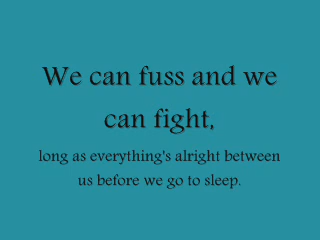 We can fuss and we
can fight,
long as everything's alright between
us before we go to sleep.